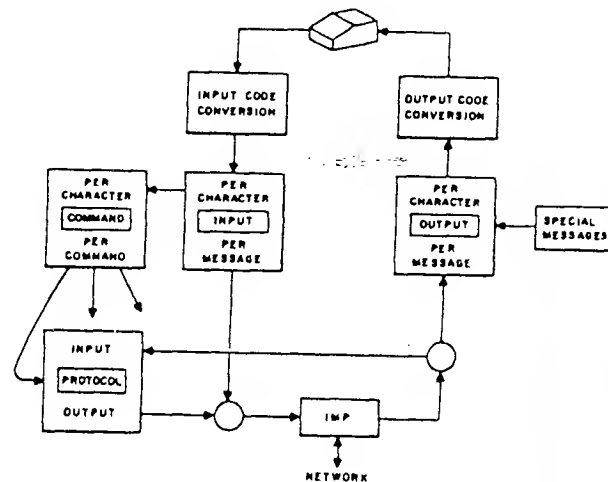 INPUT CODE
CONVERSION
OUTPUT CODE
CONVERSION
PER
CHARACTER
COMMAND
PER
COMMAND
PER
CHARACTER
INPUT
PER
MESSAGE
PER
CHARACTER
OUTPUT
PER
MESSAGE
SPECIAL
MESSAGES
INPUT
PROTOCOL
OUTPUT
IMP
NETWORK